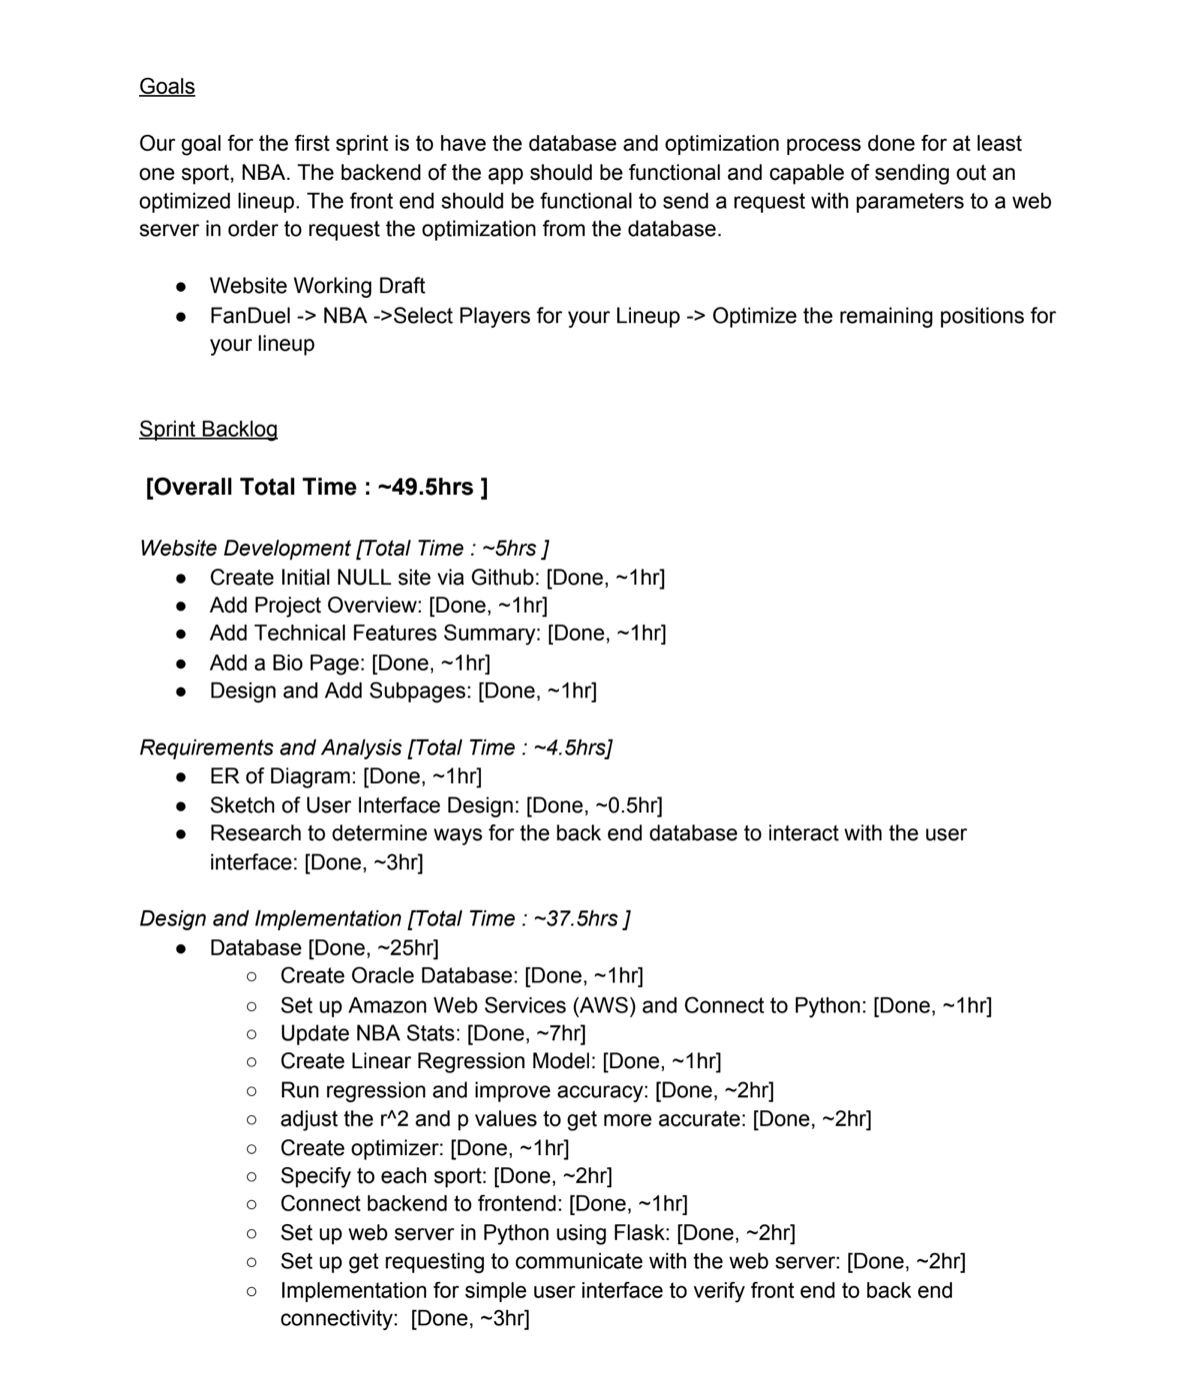 Goals
Our goal for the first sprint is to have the database and optimization process done for at least
one sport, NBA. The backend of the app should be functional and capable of sending out an
optimized lineup. The front end should be functional to send a request with parameters to a web
server in order to request the optimization from the database.
● Website Working Draft
● FanDuel -> NBA ->Select Players for your Lineup -> Optimize the remaining positions for
your lineup
Sprint Backlog
[Overall Total Time : ~49.5hrs ]
Website Development [Total Time : ~5hrs ]
● Create Initial NULL site via Github: [Done, ~1hr]
● Add Project Overview: [Done, ~1hr]
● Add Technical Features Summary: [Done, ~1hr]
● Add a Bio Page: [Done, ~1hr]
● Design and Add Subpages: [Done, ~1hr]
Requirements and Analysis [Total Time : ~4.5hrs]
● ER of Diagram: [Done, ~1hr]
● Sketch of User Interface Design: [Done, ~0.5hr]
● Research to determine ways for the back end database to interact with the user
interface: [Done, ~3hr]
Design and Implementation [Total Time : ~37.5hrs ]
● Database [Done, ~25hr]
○ Create Oracle Database: [Done, ~1hr]
○ Set up Amazon Web Services (AWS) and Connect to Python: [Done, ~1hr]
○ Update NBA Stats: [Done, ~7hr]
○ Create Linear Regression Model: [Done, ~1hr]
○ Run regression and improve accuracy: [Done, ~2hr]
○ adjust the r^2 and p values to get more accurate: [Done, ~2hr]
○ Create optimizer: [Done, ~1hr]
○ Specify to each sport: [Done, ~2hr]
○ Connect backend to frontend: [Done, ~1hr]
○ Set up web server in Python using Flask: [Done, ~2hr]
○ Set up get requesting to communicate with the web server: [Done, ~2hr]
○ Implementation for simple user interface to verify front end to back end
connectivity:  [Done, ~3hr]